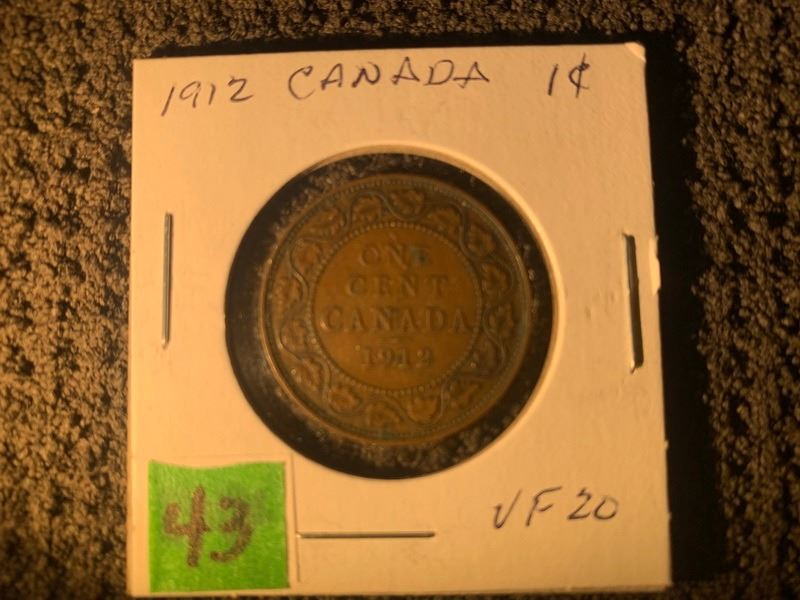 1912 CANADA 1¢
ONE
CENT
CANADA
1912
43
VF 20